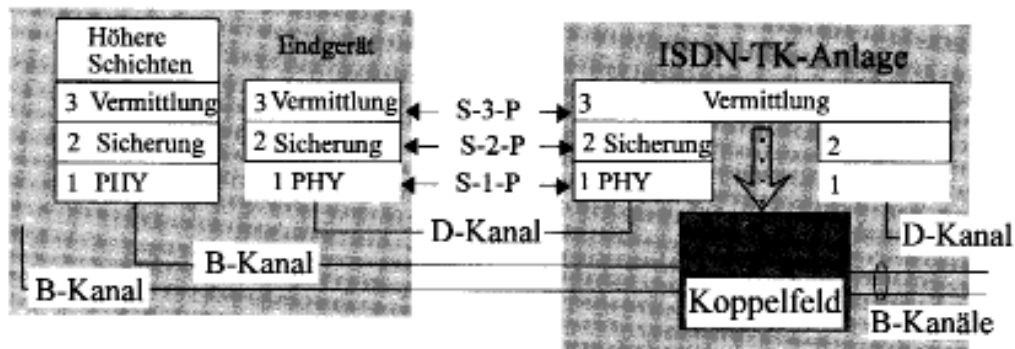 Höhere
Schichten
3 Vermittlung
2 Sicherung
1 PHY
Endgerät
3 Vermittlung
2 Sicherung
1 PHY
S-3-P
S-2-P
S-1-P
ISDN-TK-Anlage
3 Vermittlung
2 Sicherung
1 PHY
2
1
D-Kanal
D-Kanal
B-Kanal
B-Kanal
Koppelfeld
B-Kanäle